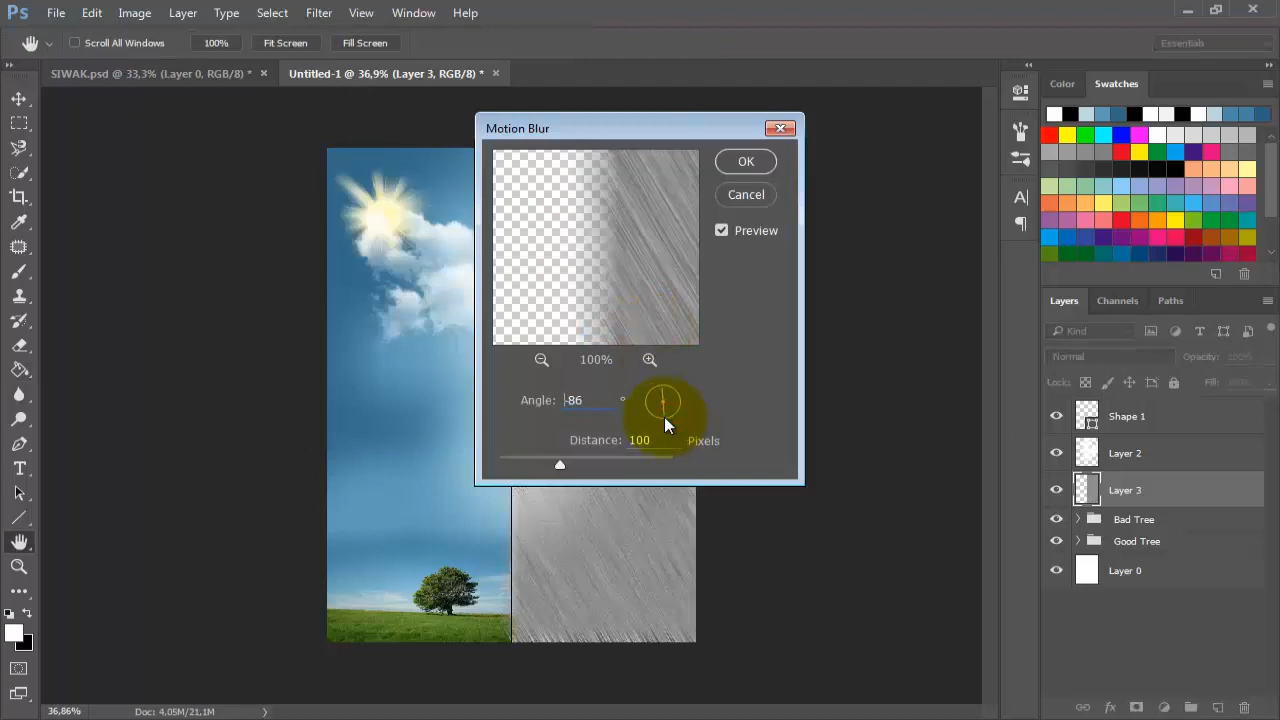 Ps File Edit Image Layer Type Select Filter View Window Help
Scroll All Windows 100% Fit Screen Fill Screen Essentials
SIWAK.psd @ 33,3% (Layer 0, RGB/8) * Untitled-1 @ 36,9% (Layer 3, RGB/8) *
Color Swatches
Motion Blur
OK
Cancel
Preview
100%
Angle: -86 °
Distance: 100 Pixels
Layers Channels Paths
Kind
Normal Opacity: 100%
Lock: Fill: 100%
Shape 1
Layer 2
Layer 3
Bad Tree
Good Tree
Layer 0
36,86% Doc: 4,05M/21,1M